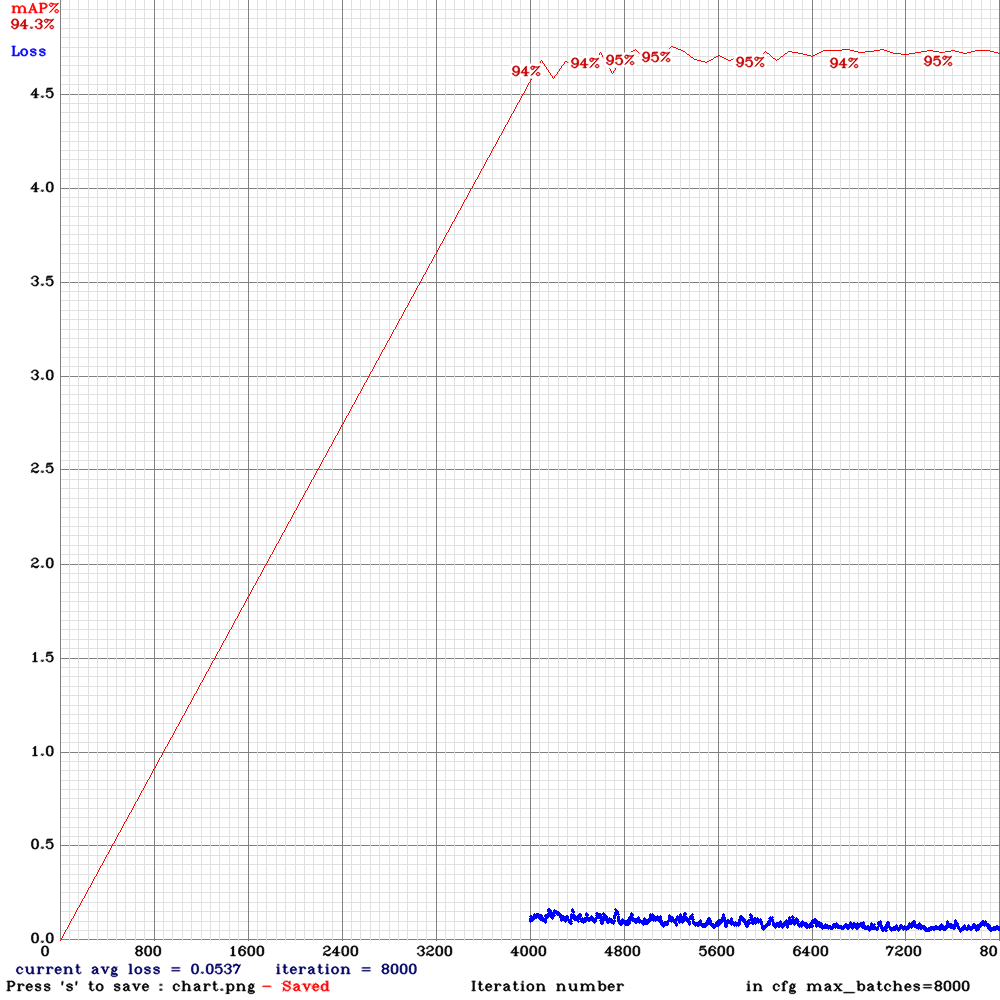 mAP%
94.3%
Loss
94% 94% 95% 95% 95% 94% 95%
4.5
4.0
3.5
3.0
2.5
2.0
1.5
1.0
0.5
0.0
0 800 1600 2400 3200 4000 4800 5600 6400 7200 80
current avg loss = 0.0537 iteration = 8000
Press 's' to save : chart.png - Saved Iteration number in cfg max_batches=8000